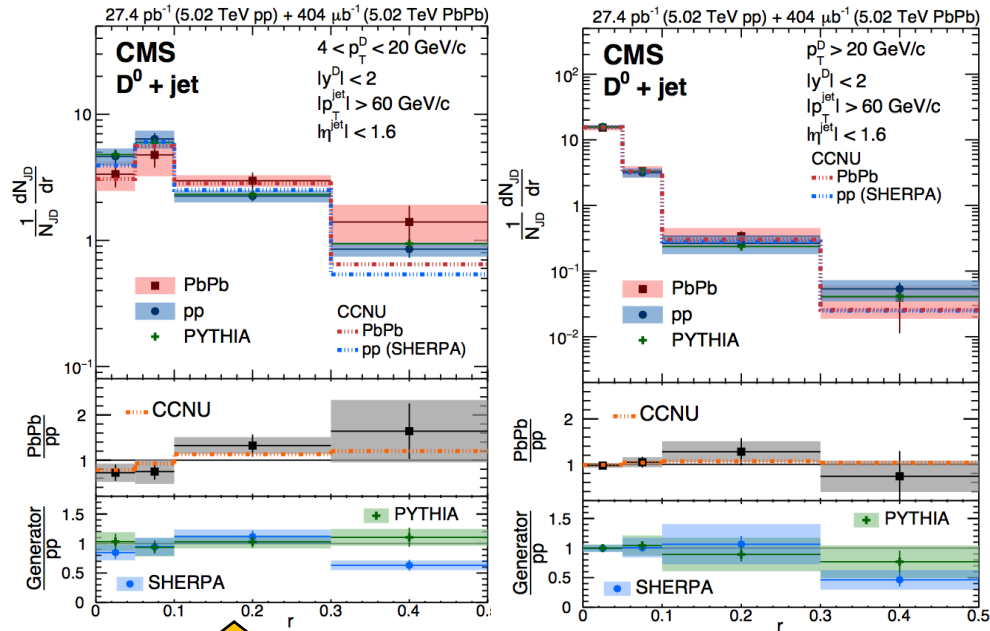 27.4 pb⁻¹ (5.02 TeV pp) + 404 μb⁻¹ (5.02 TeV PbPb)
CMS
D⁰ + jet
4 < p_T^D < 20 GeV/c
|y^D| < 2
|p_T^jet| > 60 GeV/c
|η^jet| < 1.6
1/N_JD dN_JD/dr
10
1
10⁻¹
PbPb
pp
PYTHIA
CCNU
PbPb
pp (SHERPA)
PbPb/pp
2
1
CCNU
Generator/pp
1.5
1
0.5
0
PYTHIA
SHERPA
0 0.1 0.2 0.3 0.4 0.5
r
27.4 pb⁻¹ (5.02 TeV pp) + 404 μb⁻¹ (5.02 TeV PbPb)
CMS
D⁰ + jet
p_T^D > 20 GeV/c
|y^D| < 2
|p_T^jet| > 60 GeV/c
|η^jet| < 1.6
CCNU
PbPb
pp (SHERPA)
1/N_JD dN_JD/dr
10²
10
1
10⁻¹
10⁻²
PbPb
pp
PYTHIA
PbPb/pp
2
1
CCNU
Generator/pp
1.5
1
0.5
0
PYTHIA
SHERPA
0 0.1 0.2 0.3 0.4 0.5
r